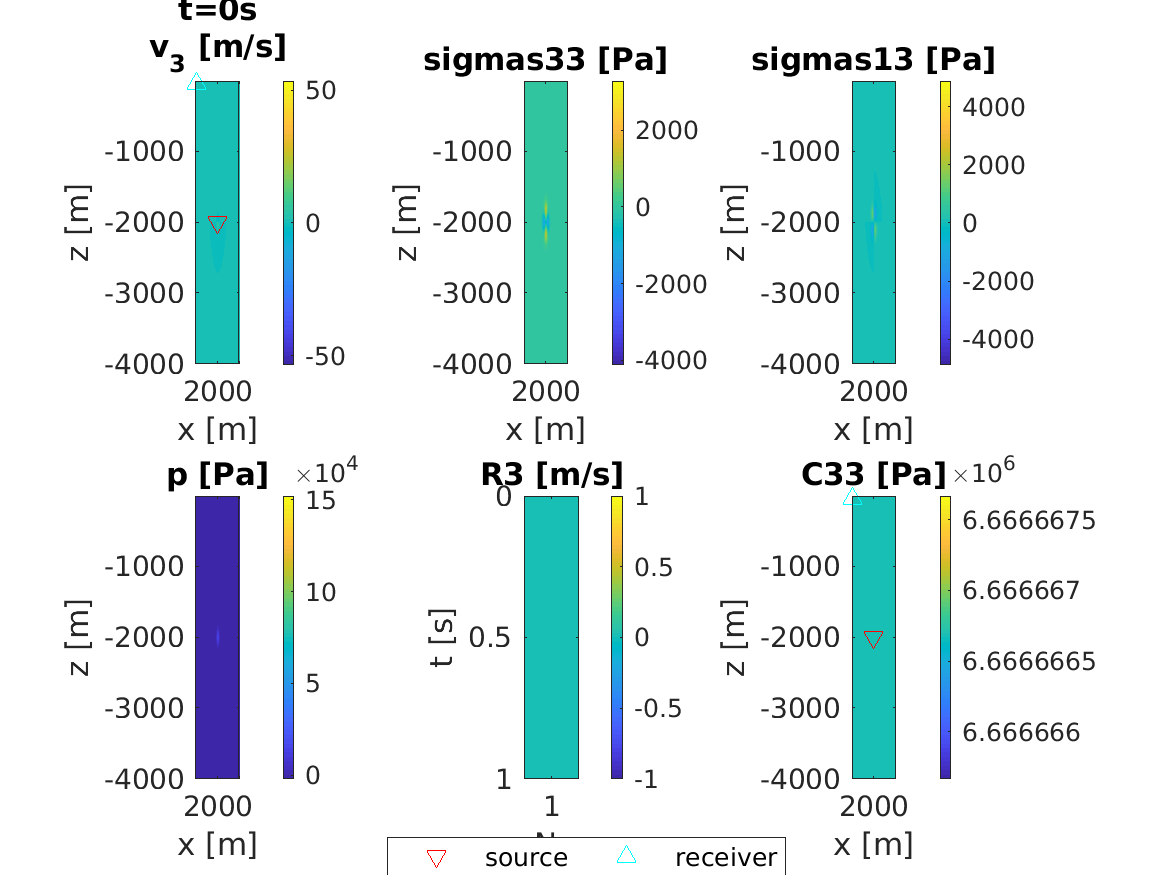 t=0s
v3 [m/s]
sigmas33 [Pa]
sigmas13 [Pa]
z [m]
-1000
-2000
-3000
-4000
2000
x [m]
50
0
-50
z [m]
-1000
-2000
-3000
-4000
2000
x [m]
2000
0
-2000
-4000
z [m]
-1000
-2000
-3000
-4000
2000
x [m]
4000
2000
0
-2000
-4000
p [Pa]
×10^4
z [m]
-1000
-2000
-3000
-4000
2000
x [m]
15
10
5
0
R3 [m/s]
t [s]
0
0.5
1
1
1
0.5
0
-0.5
-1
C33 [Pa]
×10^6
z [m]
-1000
-2000
-3000
-4000
2000
x [m]
6.6666675
6.666667
6.6666665
6.666666
source receiver